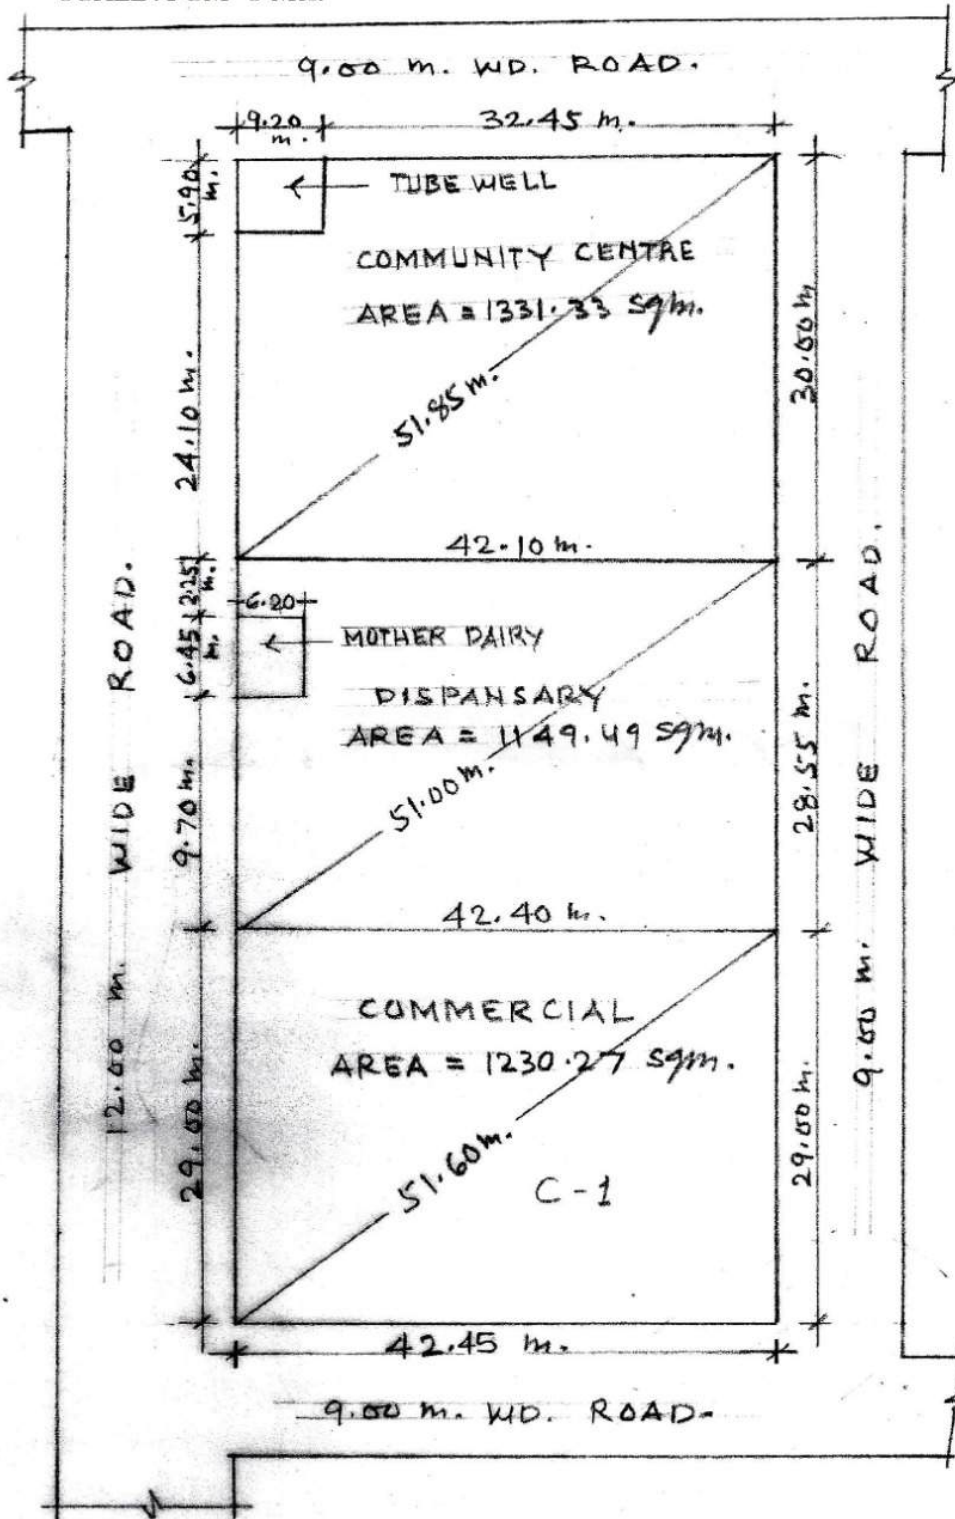 9.00 m. WD. ROAD.
9.20 m.
32.45 m.
5.90 m.
TUBE WELL
COMMUNITY CENTRE
AREA = 1331.33 Sqm.
24.10 m.
30.00 m
51.85 m.
42.10 m.
6.20
6.45 m.
MOTHER DAIRY
DISPANSARY
AREA = 1149.49 Sqm.
9.70 m.
28.55 m.
51.00 m.
12.00 m. WIDE ROAD.
9.00 m. WIDE ROAD.
42.40 m.
COMMERCIAL
AREA = 1230.27 Sqm.
29.00 m.
29.00 m.
51.60 m.
C-1
42.45 m.
9.00 m. WD. ROAD.